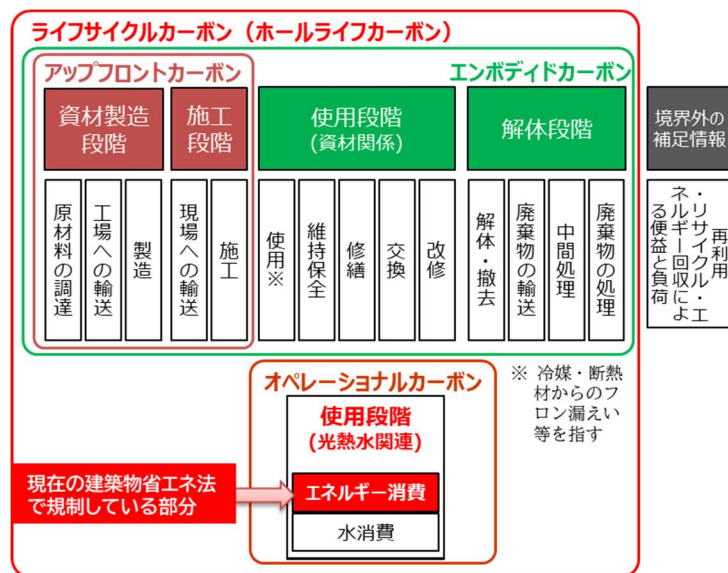 ライフサイクルカーボン（ホールライフカーボン）
アップフロントカーボン
エンボディドカーボン
資材製造
段階
施工
段階
使用段階
(資材関係)
解体段階
境界外の
補足情報
原材料の調達
工場への輸送
製造
現場への輸送
施工
使用※
維持保全
修繕
交換
改修
解体・撤去
廃棄物の輸送
中間処理
廃棄物の処理
再利用
・リサイクル・エ
ネルギー回収によ
る便益と負荷
オペレーショナルカーボン
使用段階
(光熱水関連)
エネルギー消費
水消費
※ 冷媒・断熱
材からのフ
ロン漏えい
等を指す
現在の建築物省エネ法
で規制している部分